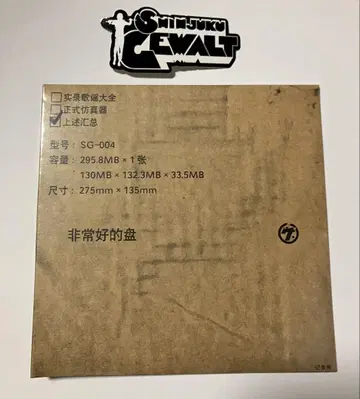 SHINJUKU
GEWALT
实录歌谣大全
正式仿真器
上述汇总
型号：SG-004
容量：295.8MB × 1 张
130MB × 132.3MB × 33.5MB
尺寸：275mm × 135mm
非常好的盘